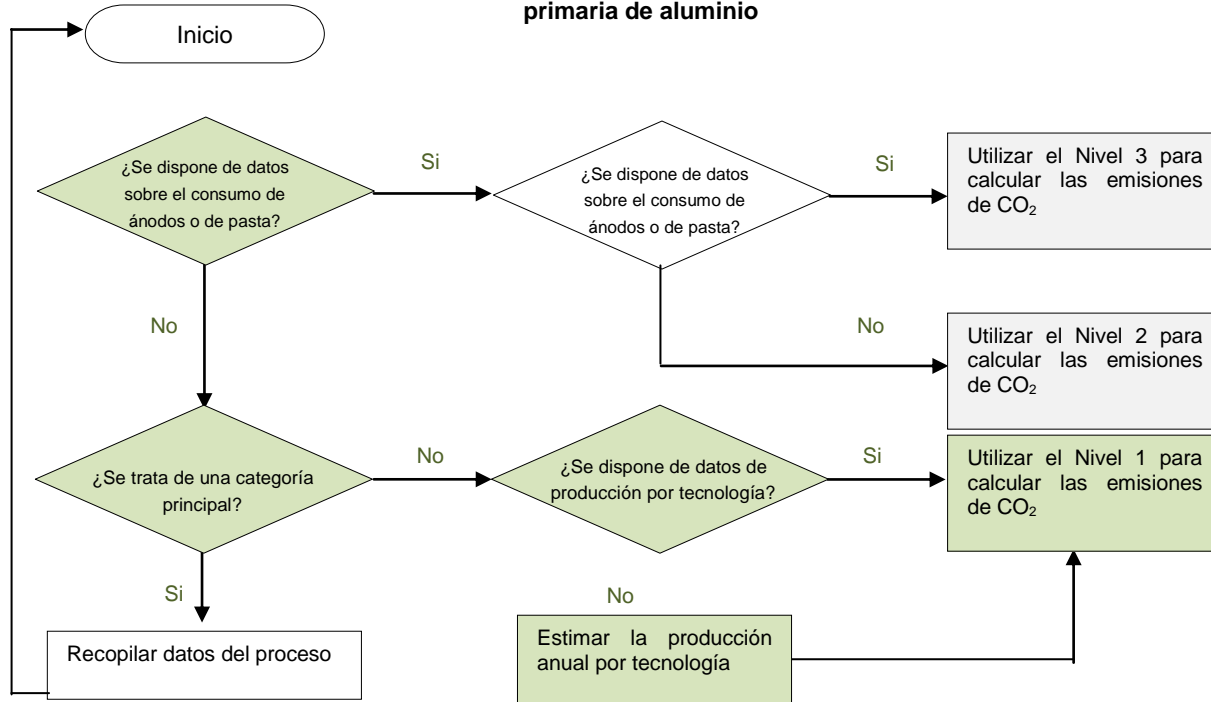 primaria de aluminio
Inicio
¿Se dispone de datos
sobre el consumo de
ánodos o de pasta?
Si
¿Se dispone de datos
sobre el consumo de
ánodos o de pasta?
Si
Utilizar el Nivel 3 para
calcular las emisiones
de CO₂
No
No
Utilizar el Nivel 2 para
calcular las emisiones
de CO₂
¿Se trata de una categoría
principal?
No
¿Se dispone de datos de
producción por tecnología?
Si
Utilizar el Nivel 1 para
calcular las emisiones
de CO₂
Si
No
Recopilar datos del proceso
Estimar la producción
anual por tecnología